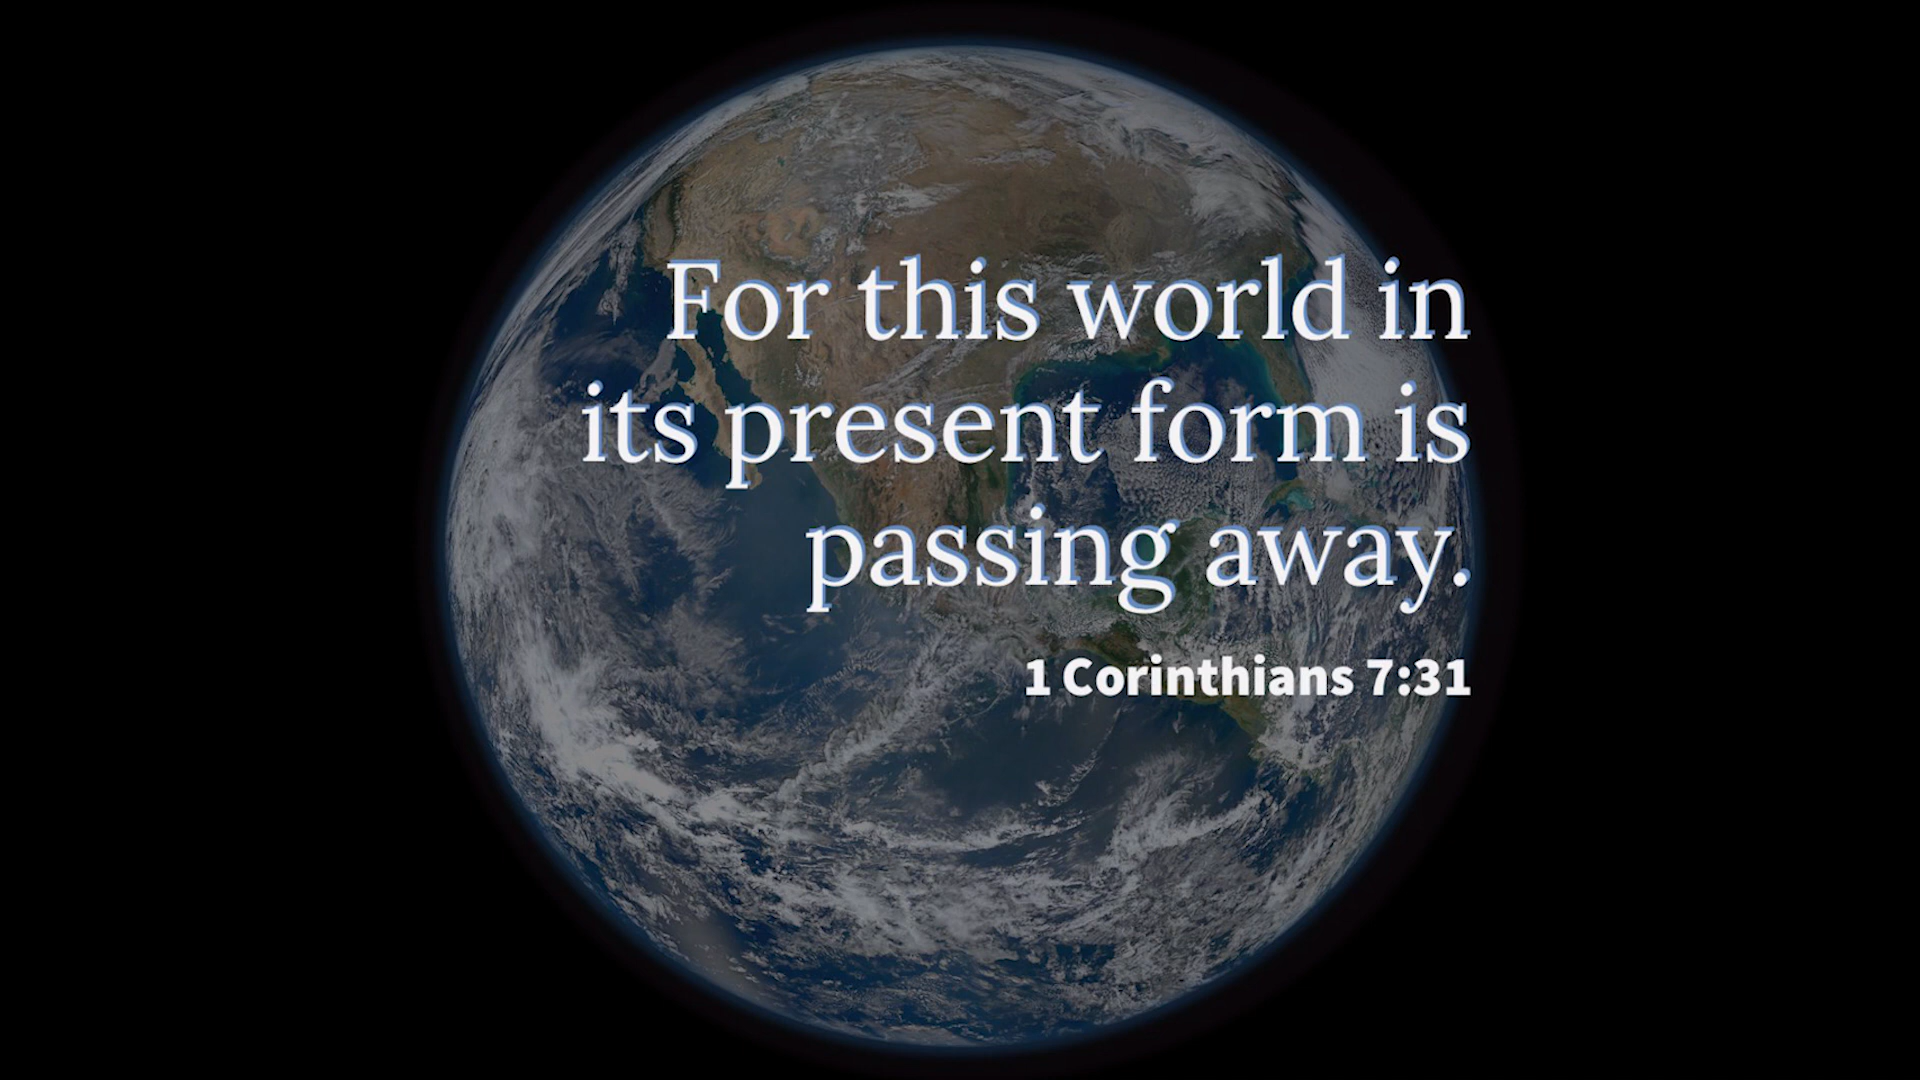 For this world in
its present form is
passing away.
1 Corinthians 7:31